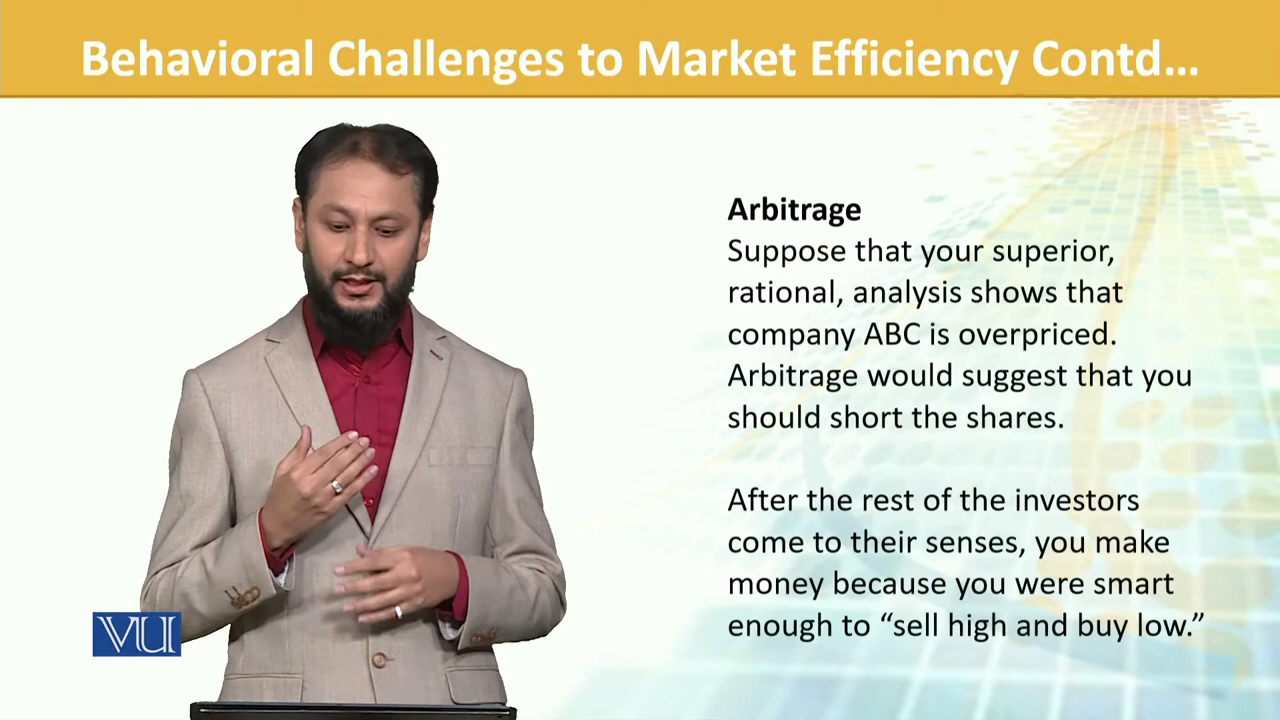 Behavioral Challenges to Market Efficiency Contd...
Arbitrage
Suppose that your superior,
rational, analysis shows that
company ABC is overpriced.
Arbitrage would suggest that you
should short the shares.
After the rest of the investors
come to their senses, you make
money because you were smart
enough to “sell high and buy low.”
VU